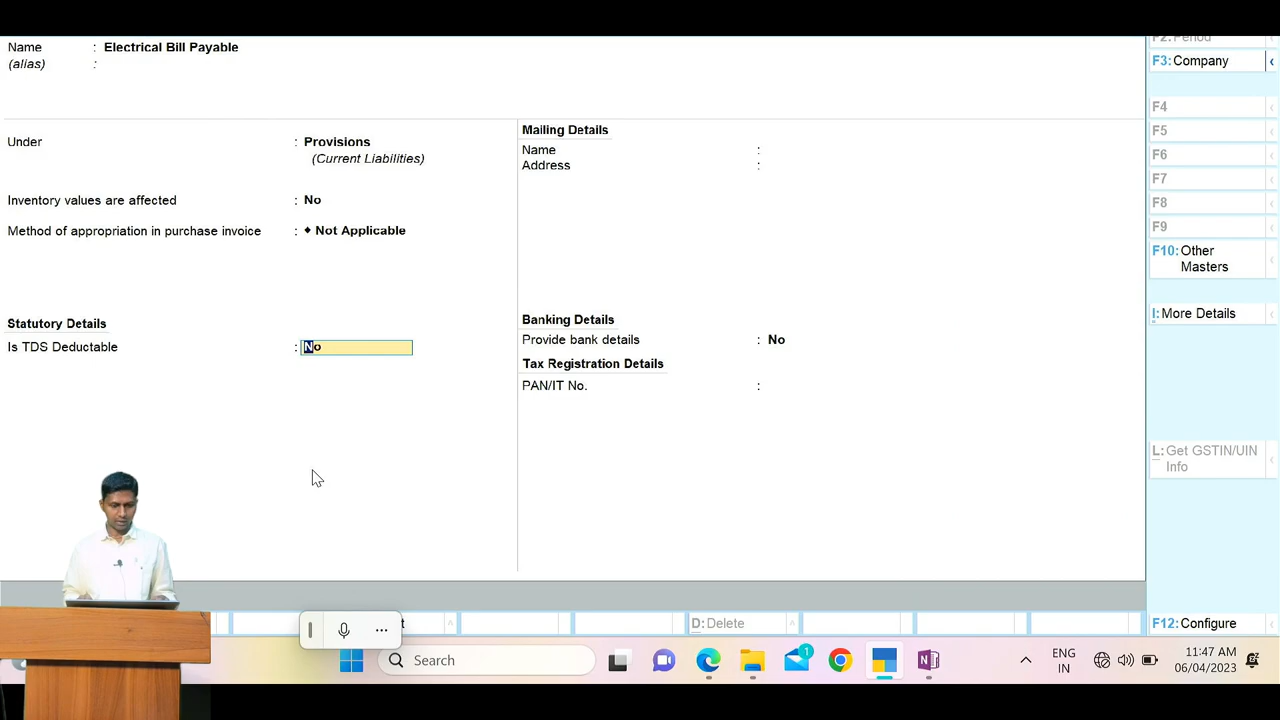 F2: Period
Name : Electrical Bill Payable
(alias) :
F3: Company
F4
Under : Provisions
(Current Liabilities)
Mailing Details
Name :
Address :
F5
F6
F7
Inventory values are affected : No
F8
Method of appropriation in purchase invoice : ♦ Not Applicable
F9
F10: Other
Masters
I: More Details
Statutory Details
Is TDS Deductable : No
Banking Details
Provide bank details : No
Tax Registration Details
PAN/IT No. :
L: Get GSTIN/UIN
Info
D: Delete
F12: Configure
Search
1
ENG
IN
11:47 AM
06/04/2023